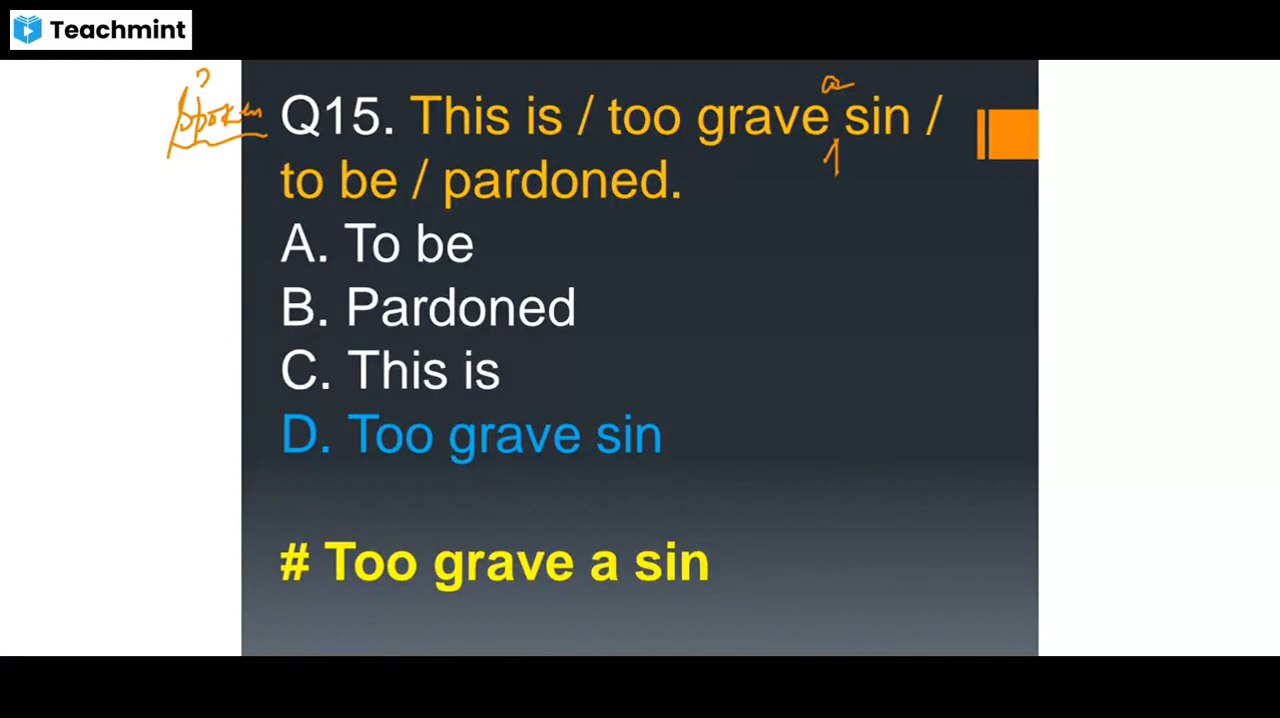 Teachmint
?
Spoken
a
Q15. This is / too grave sin /
to be / pardoned.
A. To be
B. Pardoned
C. This is
D. Too grave sin
# Too grave a sin